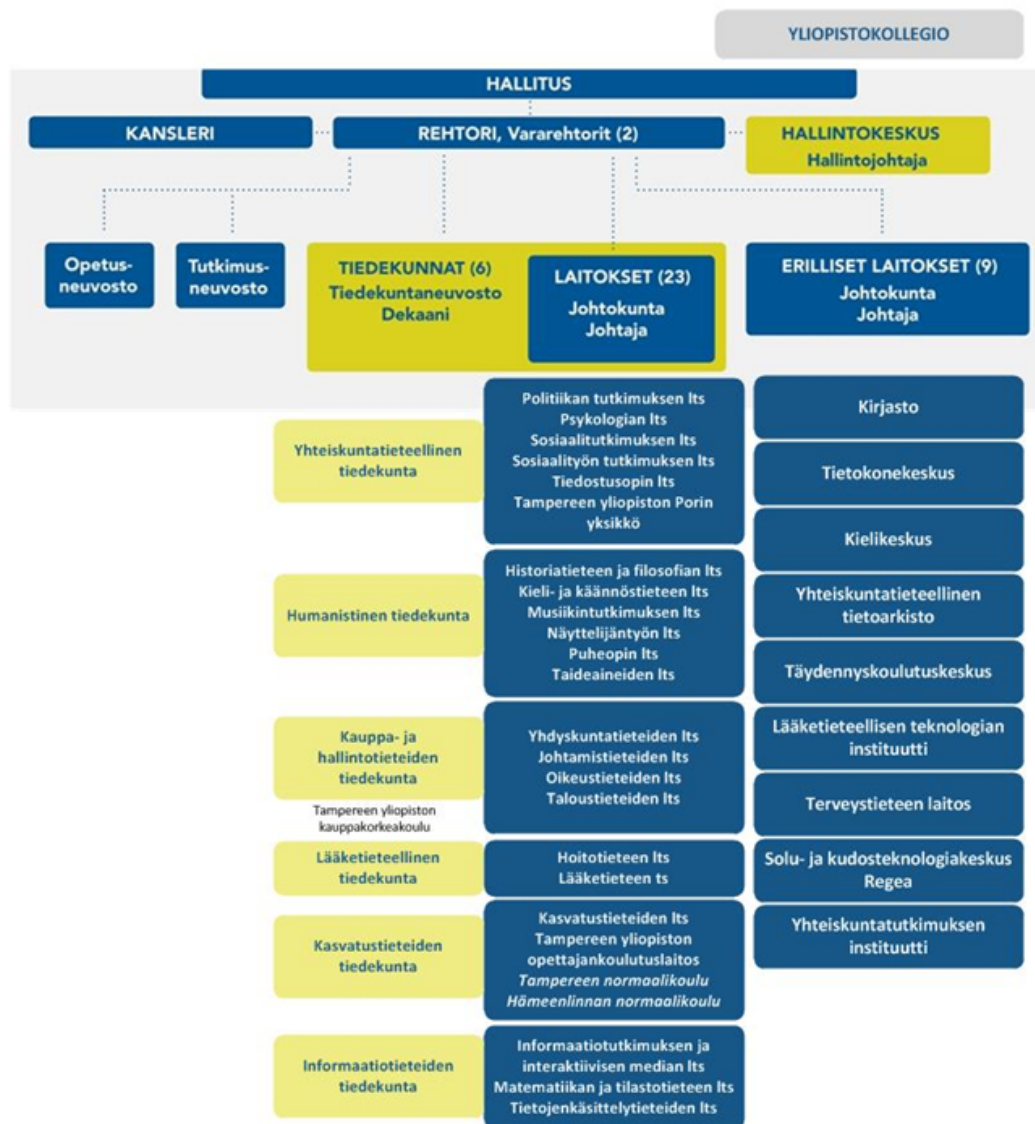 YLIOPISTOKOLLEGIO
HALLITUS
KANSLERI
REHTORI, Vararehtorit (2)
HALLINTOKESKUS
Hallintojohtaja
Opetus-
neuvosto
Tutkimus-
neuvosto
TIEDEKUNNAT (6)
Tiedekuntaneuvosto
Dekaani
LAITOKSET (23)
Johtokunta
Johtaja
ERILLISET LAITOKSET (9)
Johtokunta
Johtaja
Yhteiskuntatieteellinen
tiedekunta
Politiikan tutkimuksen lts
Psykologian lts
Sosiaalitutkimuksen lts
Sosiaalityön tutkimuksen lts
Tiedostusopin lts
Tampereen yliopiston Porin
yksikkö
Humanistinen tiedekunta
Historiatieteen ja filosofian lts
Kieli- ja käännöstieteen lts
Musiikintutkimuksen lts
Näyttelijäntyön lts
Puheopin lts
Taideaineiden lts
Kauppa- ja
hallintotieteiden
tiedekunta
Tampereen yliopiston
kauppakorkeakoulu
Yhdyskuntatieteiden lts
Johtamistieteiden lts
Oikeustieteiden lts
Taloustieteiden lts
Lääketieteellinen
tiedekunta
Hoitotieteen lts
Lääketieteen ts
Kasvatustieteiden
tiedekunta
Kasvatustieteiden lts
Tampereen yliopiston
opettajankoulutuslaitos
Tampereen normaalikoulu
Hämeenlinnan normaalikoulu
Informaatiotieteiden
tiedekunta
Informaatiotutkimuksen ja
interaktiivisen median lts
Matematiikan ja tilastotieteen lts
Tietojenkäsittelytieteiden lts
Kirjasto
Tietokonekeskus
Kielikeskus
Yhteiskuntatieteellinen
tietoarkisto
Täydennyskoulutuskeskus
Lääketieteellisen teknologian
instituutti
Terveystieteen laitos
Solu- ja kudosteknologiakeskus
Regea
Yhteiskuntatutkimuksen
instituutti